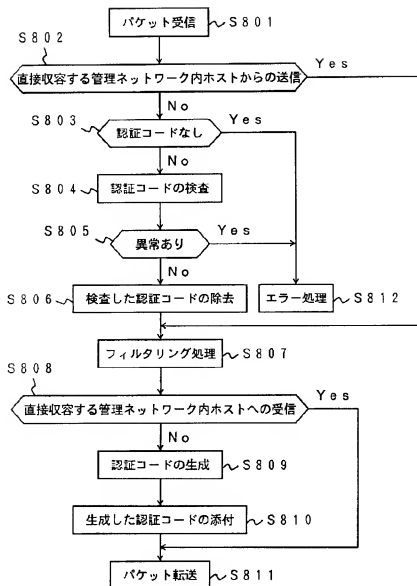 パケット受信 S801
S802
直接収容する管理ネットワーク内ホストからの送信 Yes
No
S803
認証コードなし Yes
No
S804 認証コードの検査
S805
異常あり Yes
No
S806 検査した認証コードの除去 エラー処理 S812
フィルタリング処理 S807
S808
直接収容する管理ネットワーク内ホストへの受信 Yes
No
認証コードの生成 S809
生成した認証コードの添付 S810
パケット転送 S811